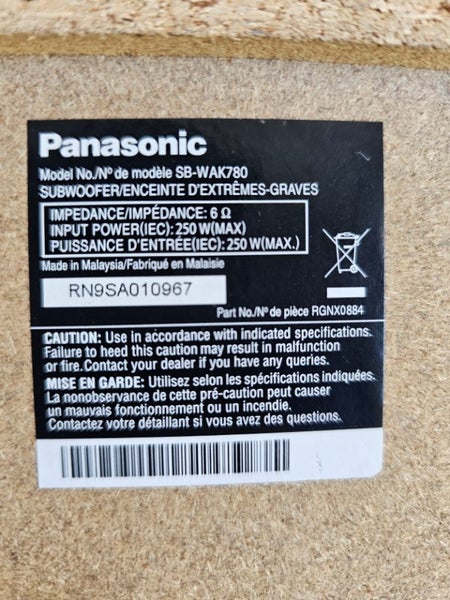 Panasonic
Model No./Nº de modèle SB-WAK780
SUBWOOFER/ENCEINTE D'EXTRÊMES-GRAVES
IMPEDANCE/IMPÉDANCE: 6 Ω
INPUT POWER(IEC): 250 W(MAX)
PUISSANCE D'ENTRÉE(IEC): 250 W(MAX.)
Made in Malaysia/Fabriqué en Malaisie
RN9SA010967
Part No./Nº de pièce RGNX0884
CAUTION: Use in accordance with indicated specifications.
Failure to heed this caution may result in malfunction
or fire.Contact your dealer if you have any queries.
MISE EN GARDE: Utilisez selon les spécifications indiquées.
La nonobservance de cette pré-caution peut causer
un mauvais fonctionnement ou un incendie.
Contactez votre détaillant si vous avez des questions.